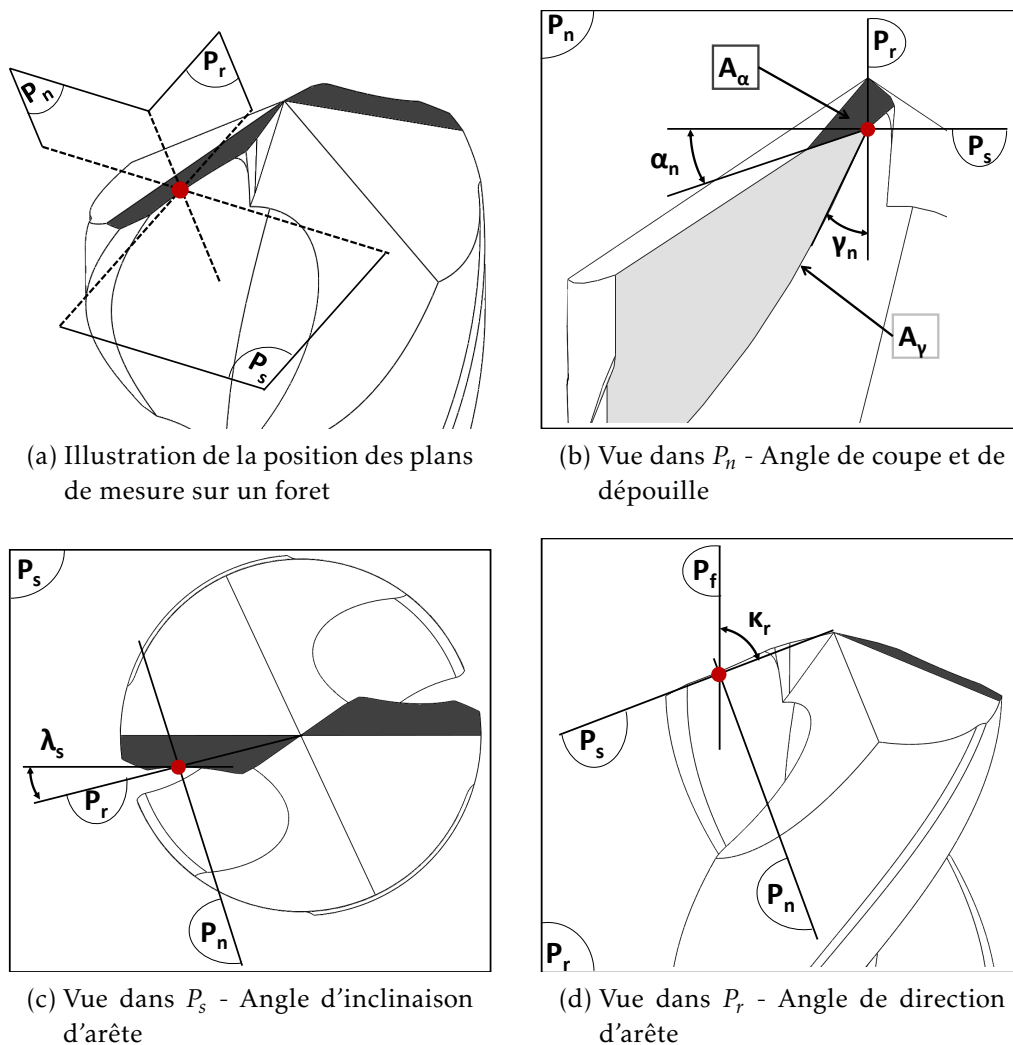 Pn
Pr
Ps
(a) Illustration de la position des plans
de mesure sur un foret
Pn
Pr
Aα
Ps
αn
γn
Aγ
(b) Vue dans Pn - Angle de coupe et de
dépouille
Ps
λs
Pr
Pn
(c) Vue dans Ps - Angle d'inclinaison
d'arête
Pf
κr
Ps
Pn
Pr
(d) Vue dans Pr - Angle de direction
d'arête